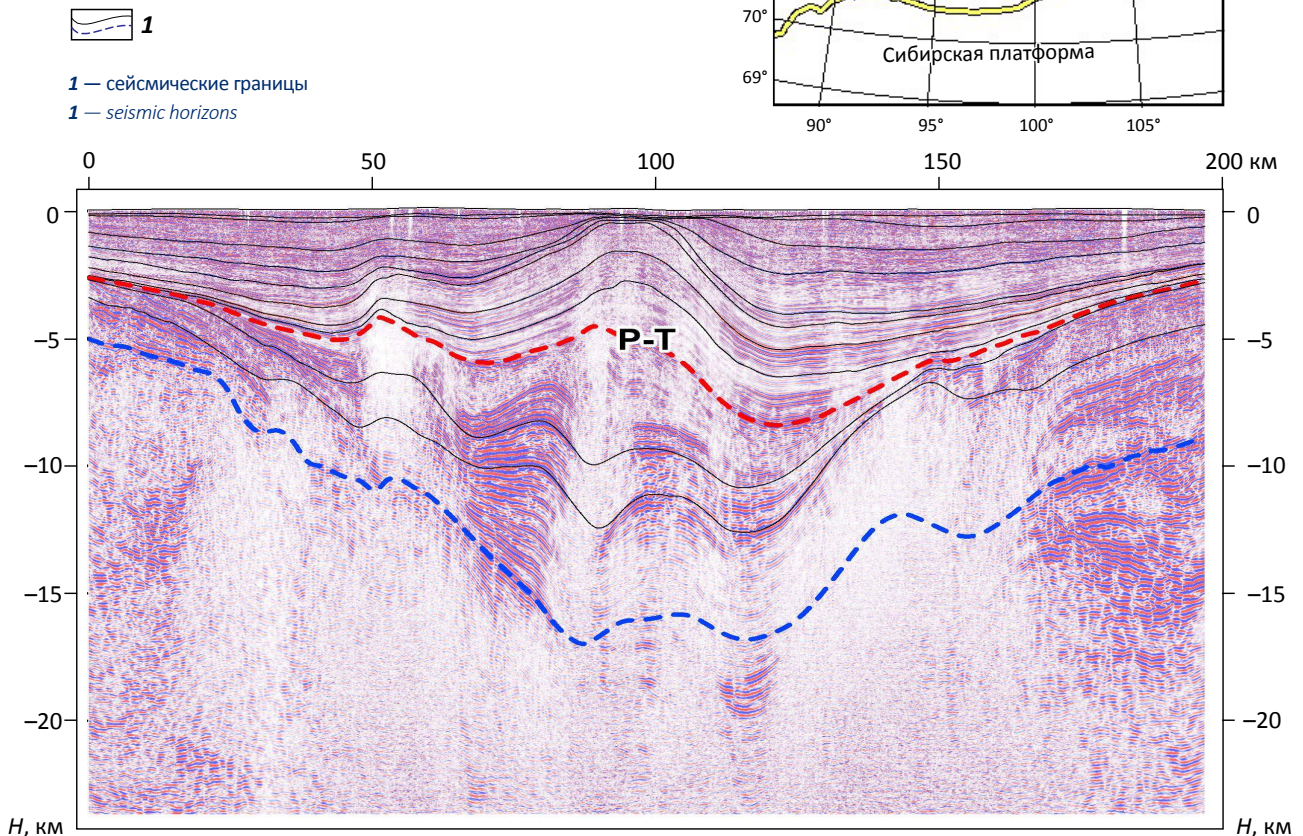 1
1 — сейсмические границы
1 — seismic horizons
70°
Сибирская платформа
69°
90° 95° 100° 105°
0 50 100 150 200 км
0 0
P-T
–5 –5
–10 –10
–15 –15
–20 –20
H, км H, км